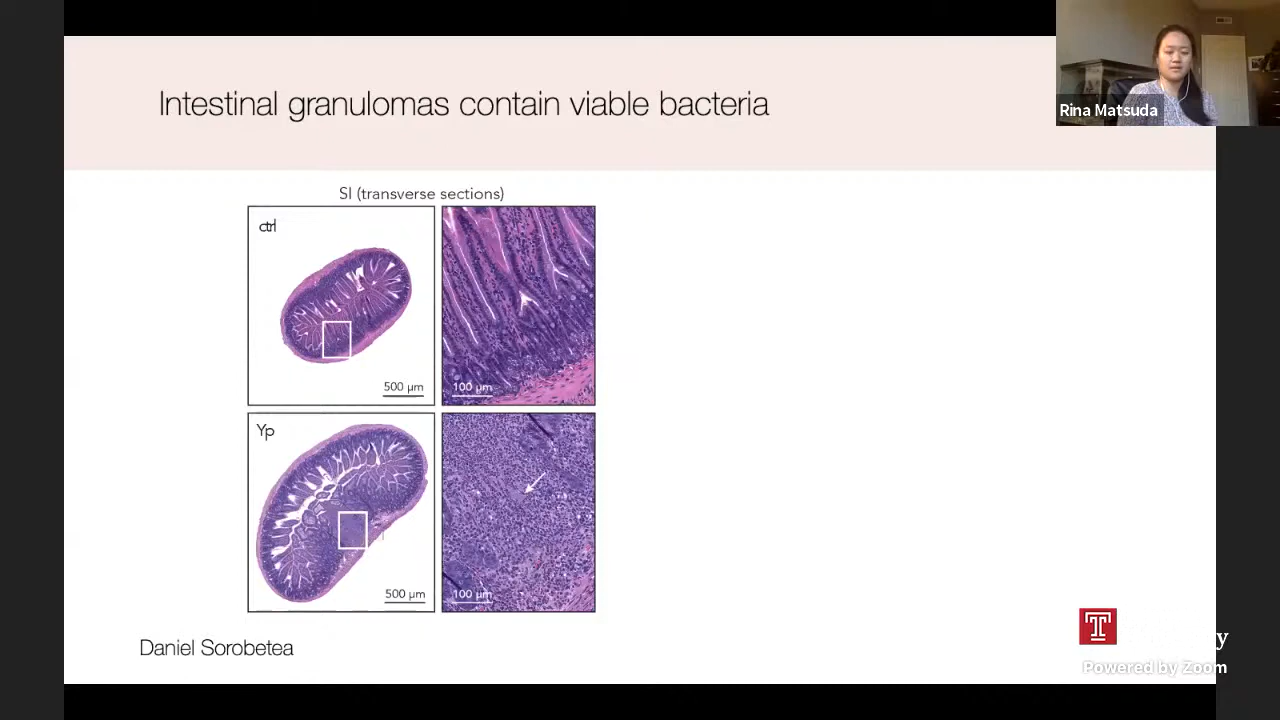 Intestinal granulomas contain viable bacteria
Rina Matsuda
SI (transverse sections)
ctrl
500 µm
100 µm
Yp
500 µm
100 µm
Daniel Sorobetea
T
y
Powered by Zoom